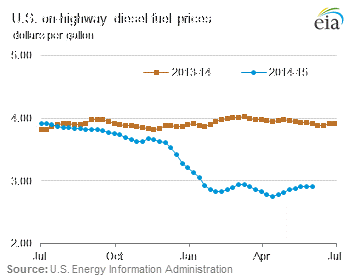 U.S. on-highway diesel fuel prices
dollars per gallon
eia
5.00
2013-14
2014-15
4.00
3.00
2.00
Jul
Oct
Jan
Apr
Jul
Source: U.S. Energy Information Administration